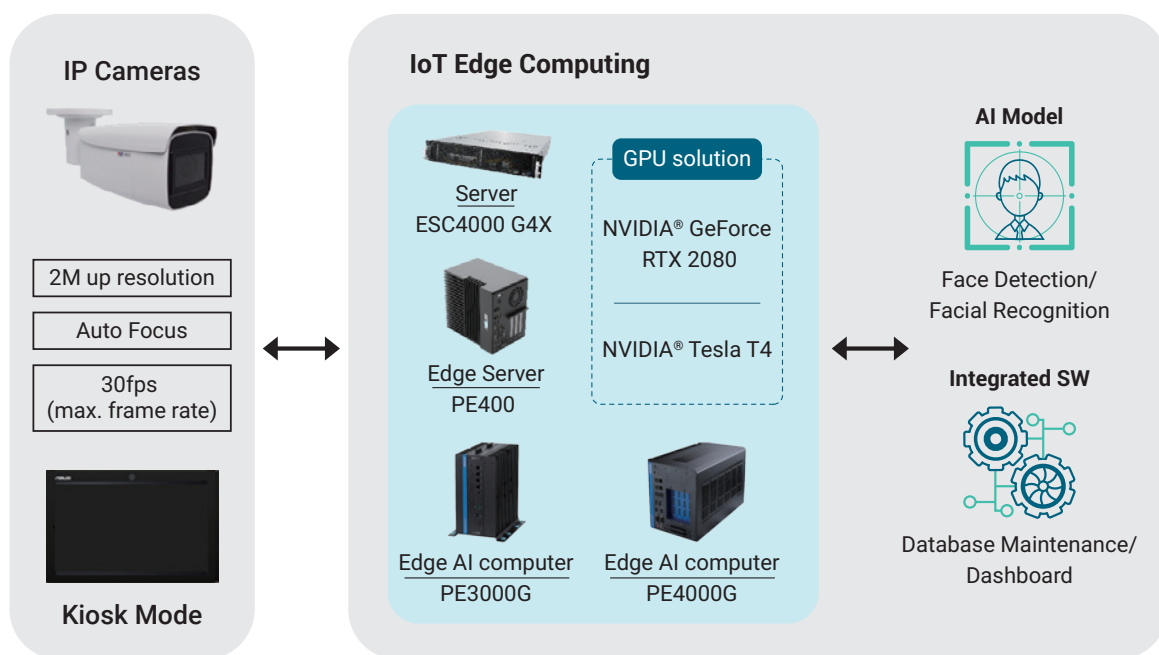 IP Cameras
2M up resolution
Auto Focus
30fps
(max. frame rate)
ASUS
Kiosk Mode
IoT Edge Computing
Server
ESC4000 G4X
Edge Server
PE400
Edge AI computer
PE3000G
Edge AI computer
PE4000G
GPU solution
NVIDIA® GeForce
RTX 2080
NVIDIA® Tesla T4
AI Model
Face Detection/
Facial Recognition
Integrated SW
Database Maintenance/
Dashboard